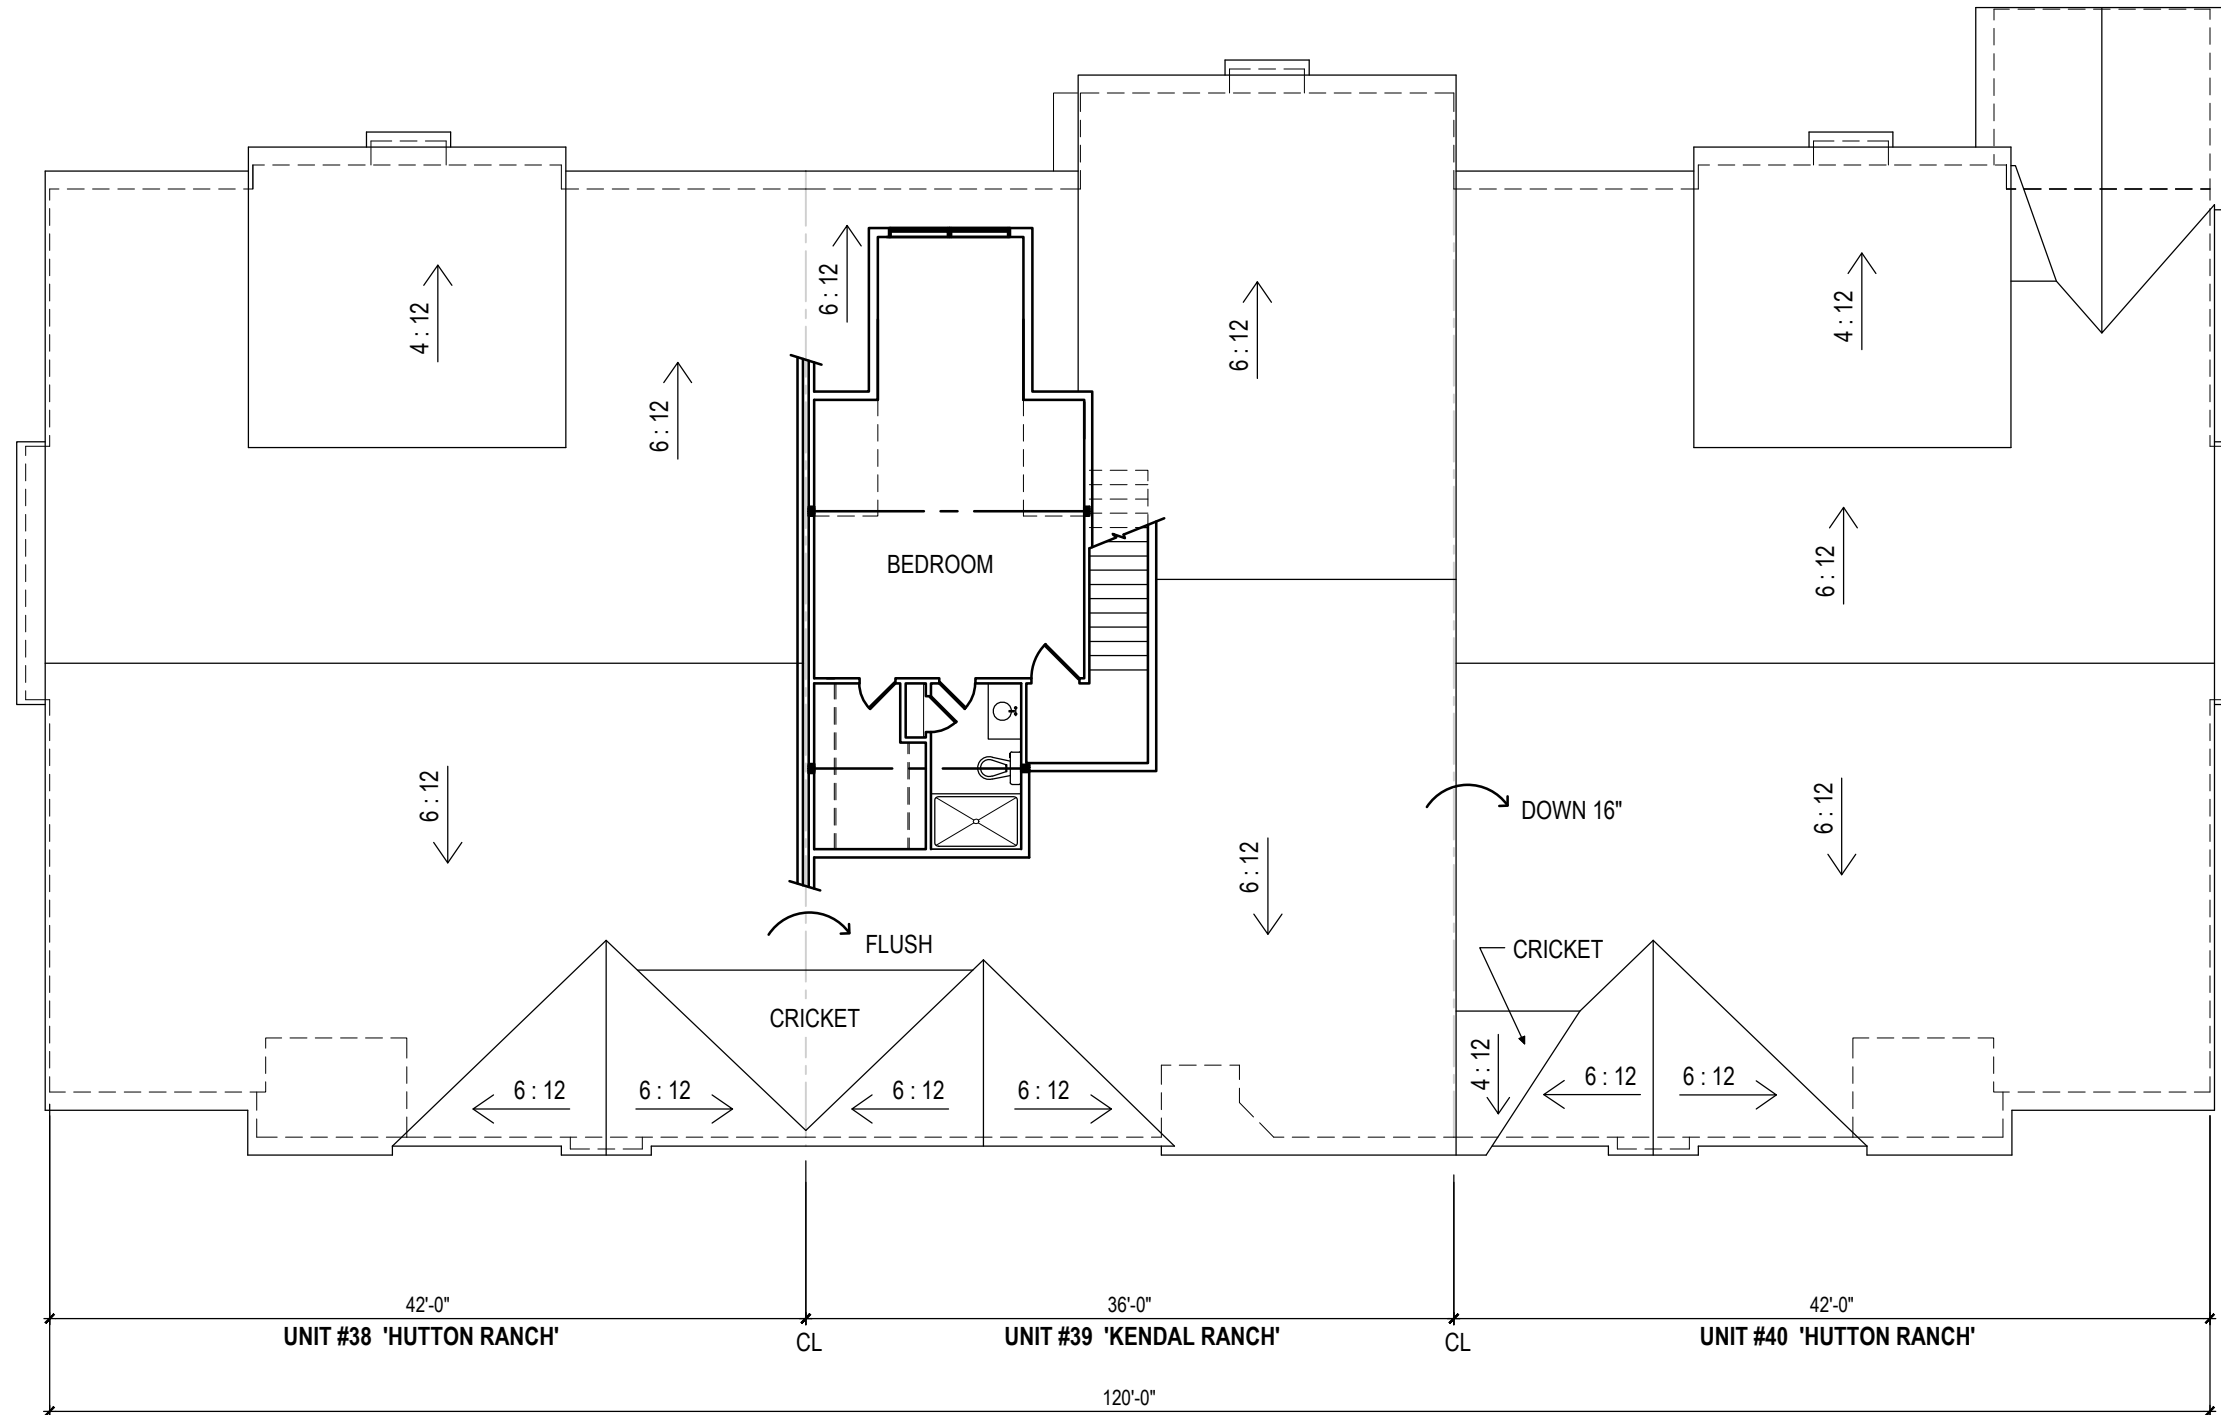 6 : 12
4 : 12
6 : 12
6 : 12
4 : 12
BEDROOM
6 : 12
6 : 12
DOWN 16"
6 : 12
6 : 12
FLUSH
CRICKET
CRICKET
4 : 12
6 : 12
6 : 12
6 : 12
6 : 12
6 : 12
6 : 12
42'-0"
36'-0"
42'-0"
UNIT #38 'HUTTON RANCH'
CL
UNIT #39 'KENDAL RANCH'
CL
UNIT #40 'HUTTON RANCH'
120'-0"